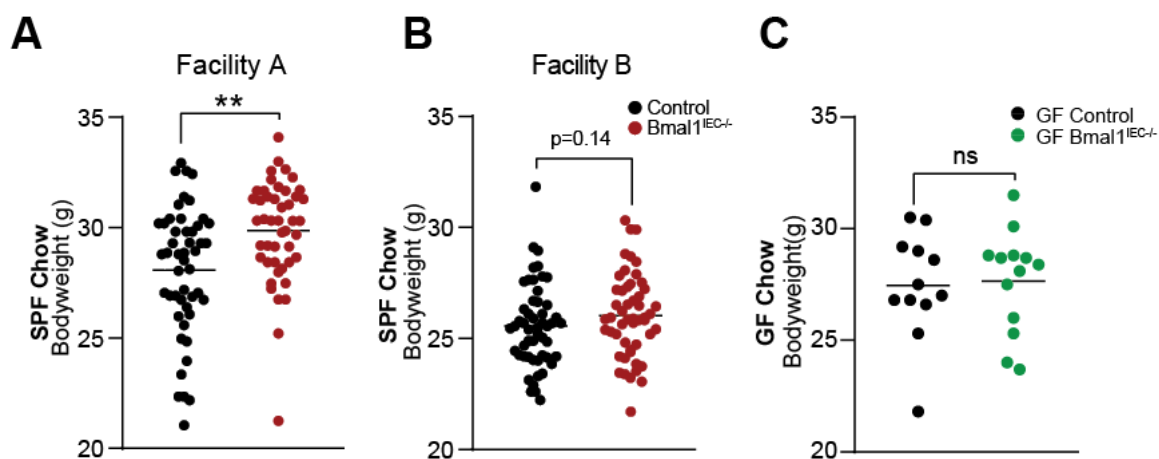 A
Facility A
**
SPF Chow
Bodyweight (g)
35
30
25
20
B
Facility B
Control
Bmal1IEC-/-
p=0.14
SPF Chow
Bodyweight (g)
35
30
25
20
C
GF Control
GF Bmal1IEC-/-
ns
GF Chow
Bodyweight(g)
35
30
25
20